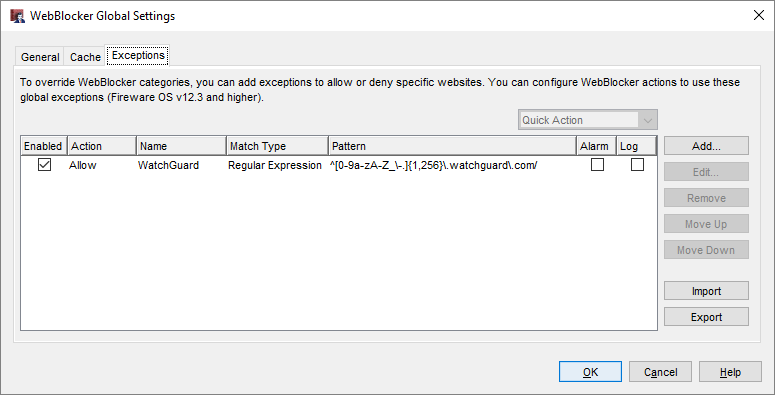 WebBlocker Global Settings
General Cache Exceptions
To override WebBlocker categories, you can add exceptions to allow or deny specific websites. You can configure WebBlocker actions to use these
global exceptions (Fireware OS v12.3 and higher).
Quick Action
Enabled Action Name Match Type Pattern Alarm Log
Allow WatchGuard Regular Expression ^[0-9a-zA-Z_\-.]{1,256}\.watchguard\.com/
Add...
Edit...
Remove
Move Up
Move Down
Import
Export
OK Cancel Help